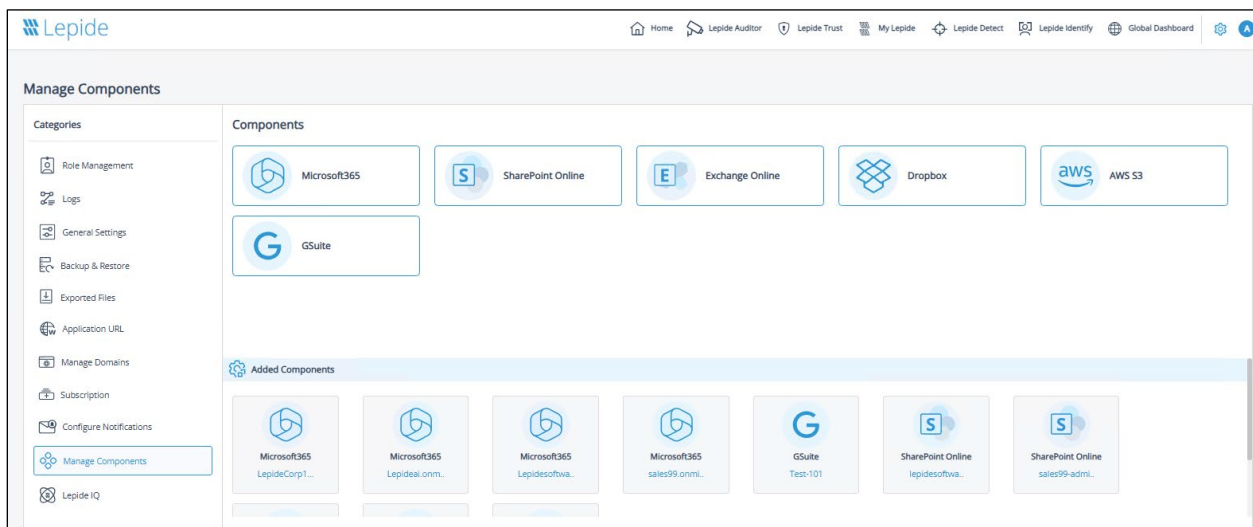 Lepide
Home Lepide Auditor Lepide Trust My Lepide Lepide Detect Lepide Identify Global Dashboard A
Manage Components
Categories
Role Management
Logs
General Settings
Backup & Restore
Exported Files
Application URL
Manage Domains
Subscription
Configure Notifications
Manage Components
Lepide IQ
Components
Microsoft365
S SharePoint Online
E Exchange Online
Dropbox
aws AWS S3
G GSuite
Added Components
Microsoft365
LepideCorp1...
Microsoft365
Lepideai.onm..
Microsoft365
Lepidesoftwa..
Microsoft365
sales99.onmi..
G
GSuite
Test-101
S
SharePoint Online
lepidesoftwa..
S
SharePoint Online
sales99-admi..